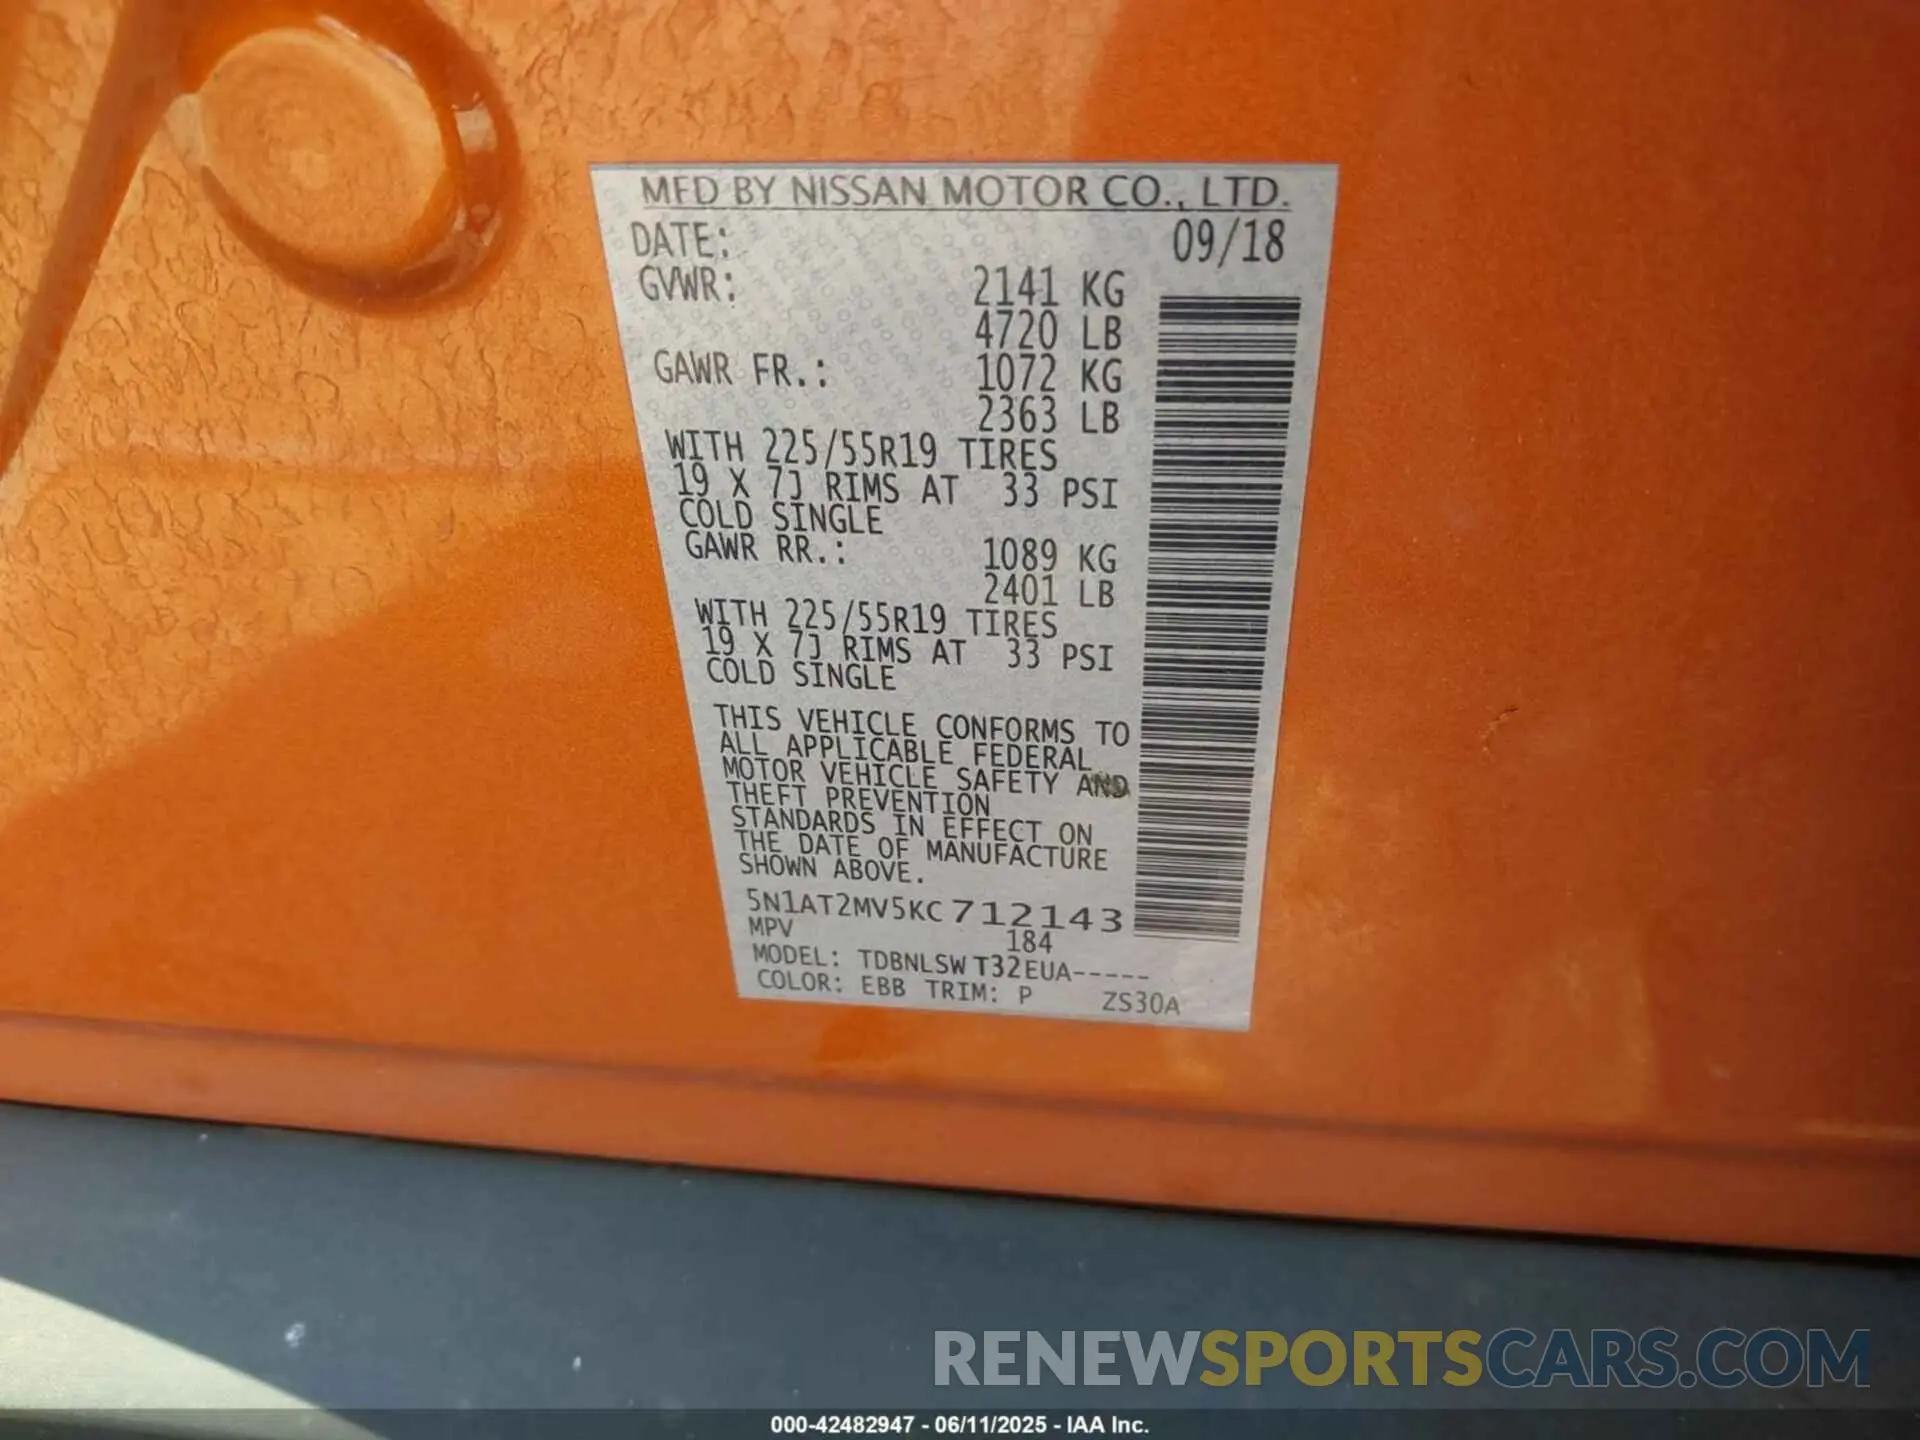 MFD BY NISSAN MOTOR CO., LTD.
DATE: 09/18
GVWR: 2141 KG
4720 LB
GAWR FR.: 1072 KG
2363 LB
WITH 225/55R19 TIRES
19 X 7J RIMS AT 33 PSI
COLD SINGLE
GAWR RR.: 1089 KG
2401 LB
WITH 225/55R19 TIRES
19 X 7J RIMS AT 33 PSI
COLD SINGLE
THIS VEHICLE CONFORMS TO
ALL APPLICABLE FEDERAL
MOTOR VEHICLE SAFETY AND
THEFT PREVENTION
STANDARDS IN EFFECT ON
THE DATE OF MANUFACTURE
SHOWN ABOVE.
5N1AT2MV5KC712143
MPV 184
MODEL: TDBNLSW T32EUA-----
COLOR: EBB TRIM: P ZS30A
RENEWSPORTSCARS.COM
000-42482947 - 06/11/2025 - IAA Inc.